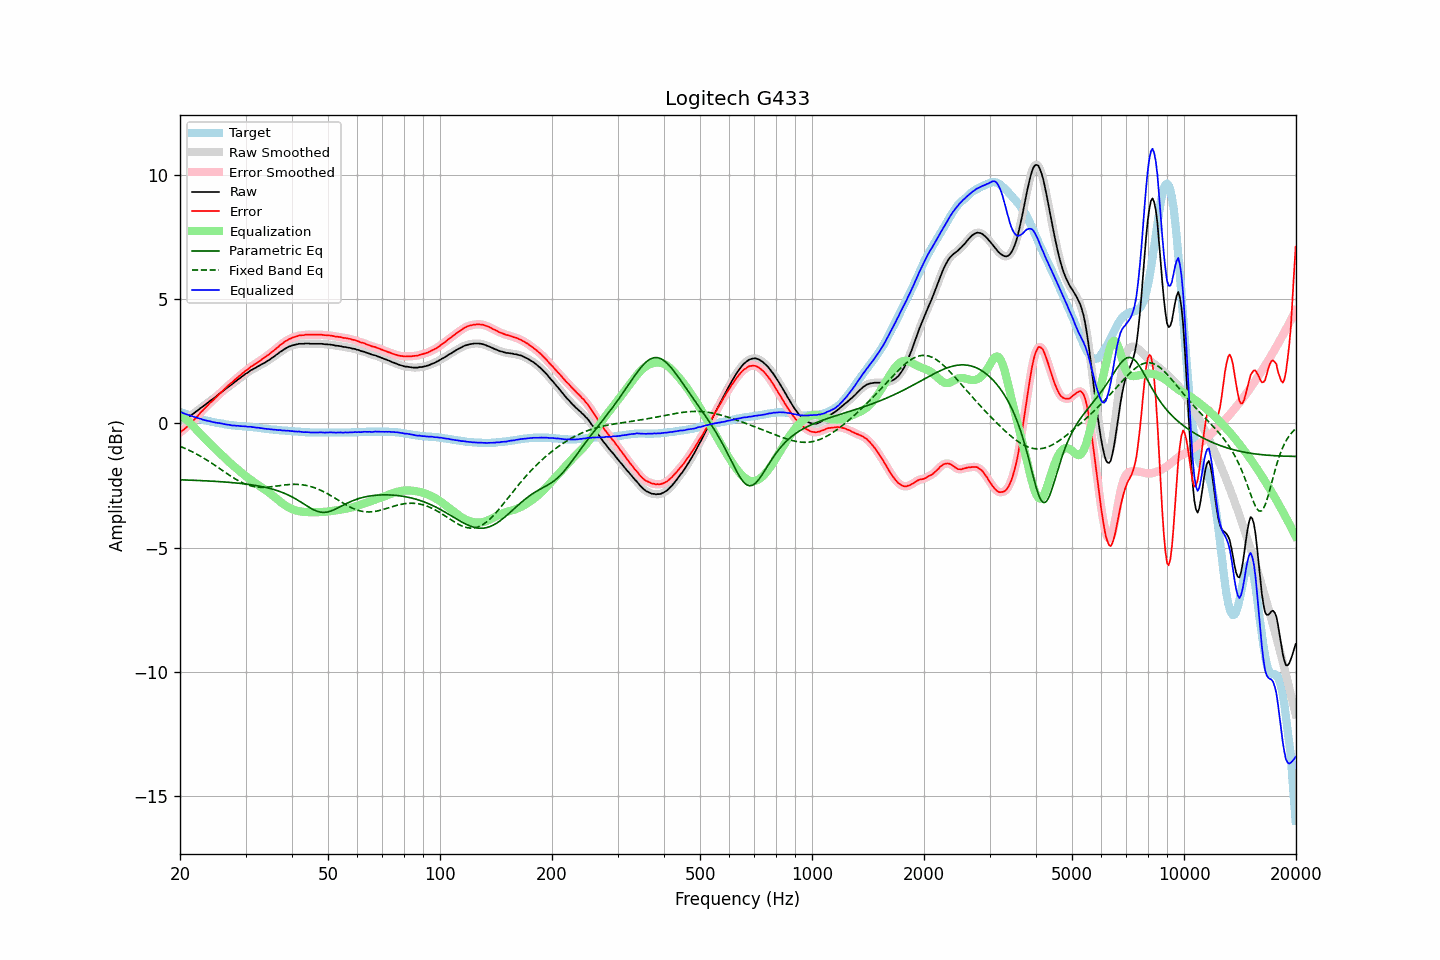 Logitech G433
Target
Raw Smoothed
Error Smoothed
Raw
Error
Equalization
Parametric Eq
Fixed Band Eq
Equalized
Amplitude (dBr)
10
5
0
−5
−10
−15
20
50
100
200
500
1000
2000
5000
10000
20000
Frequency (Hz)